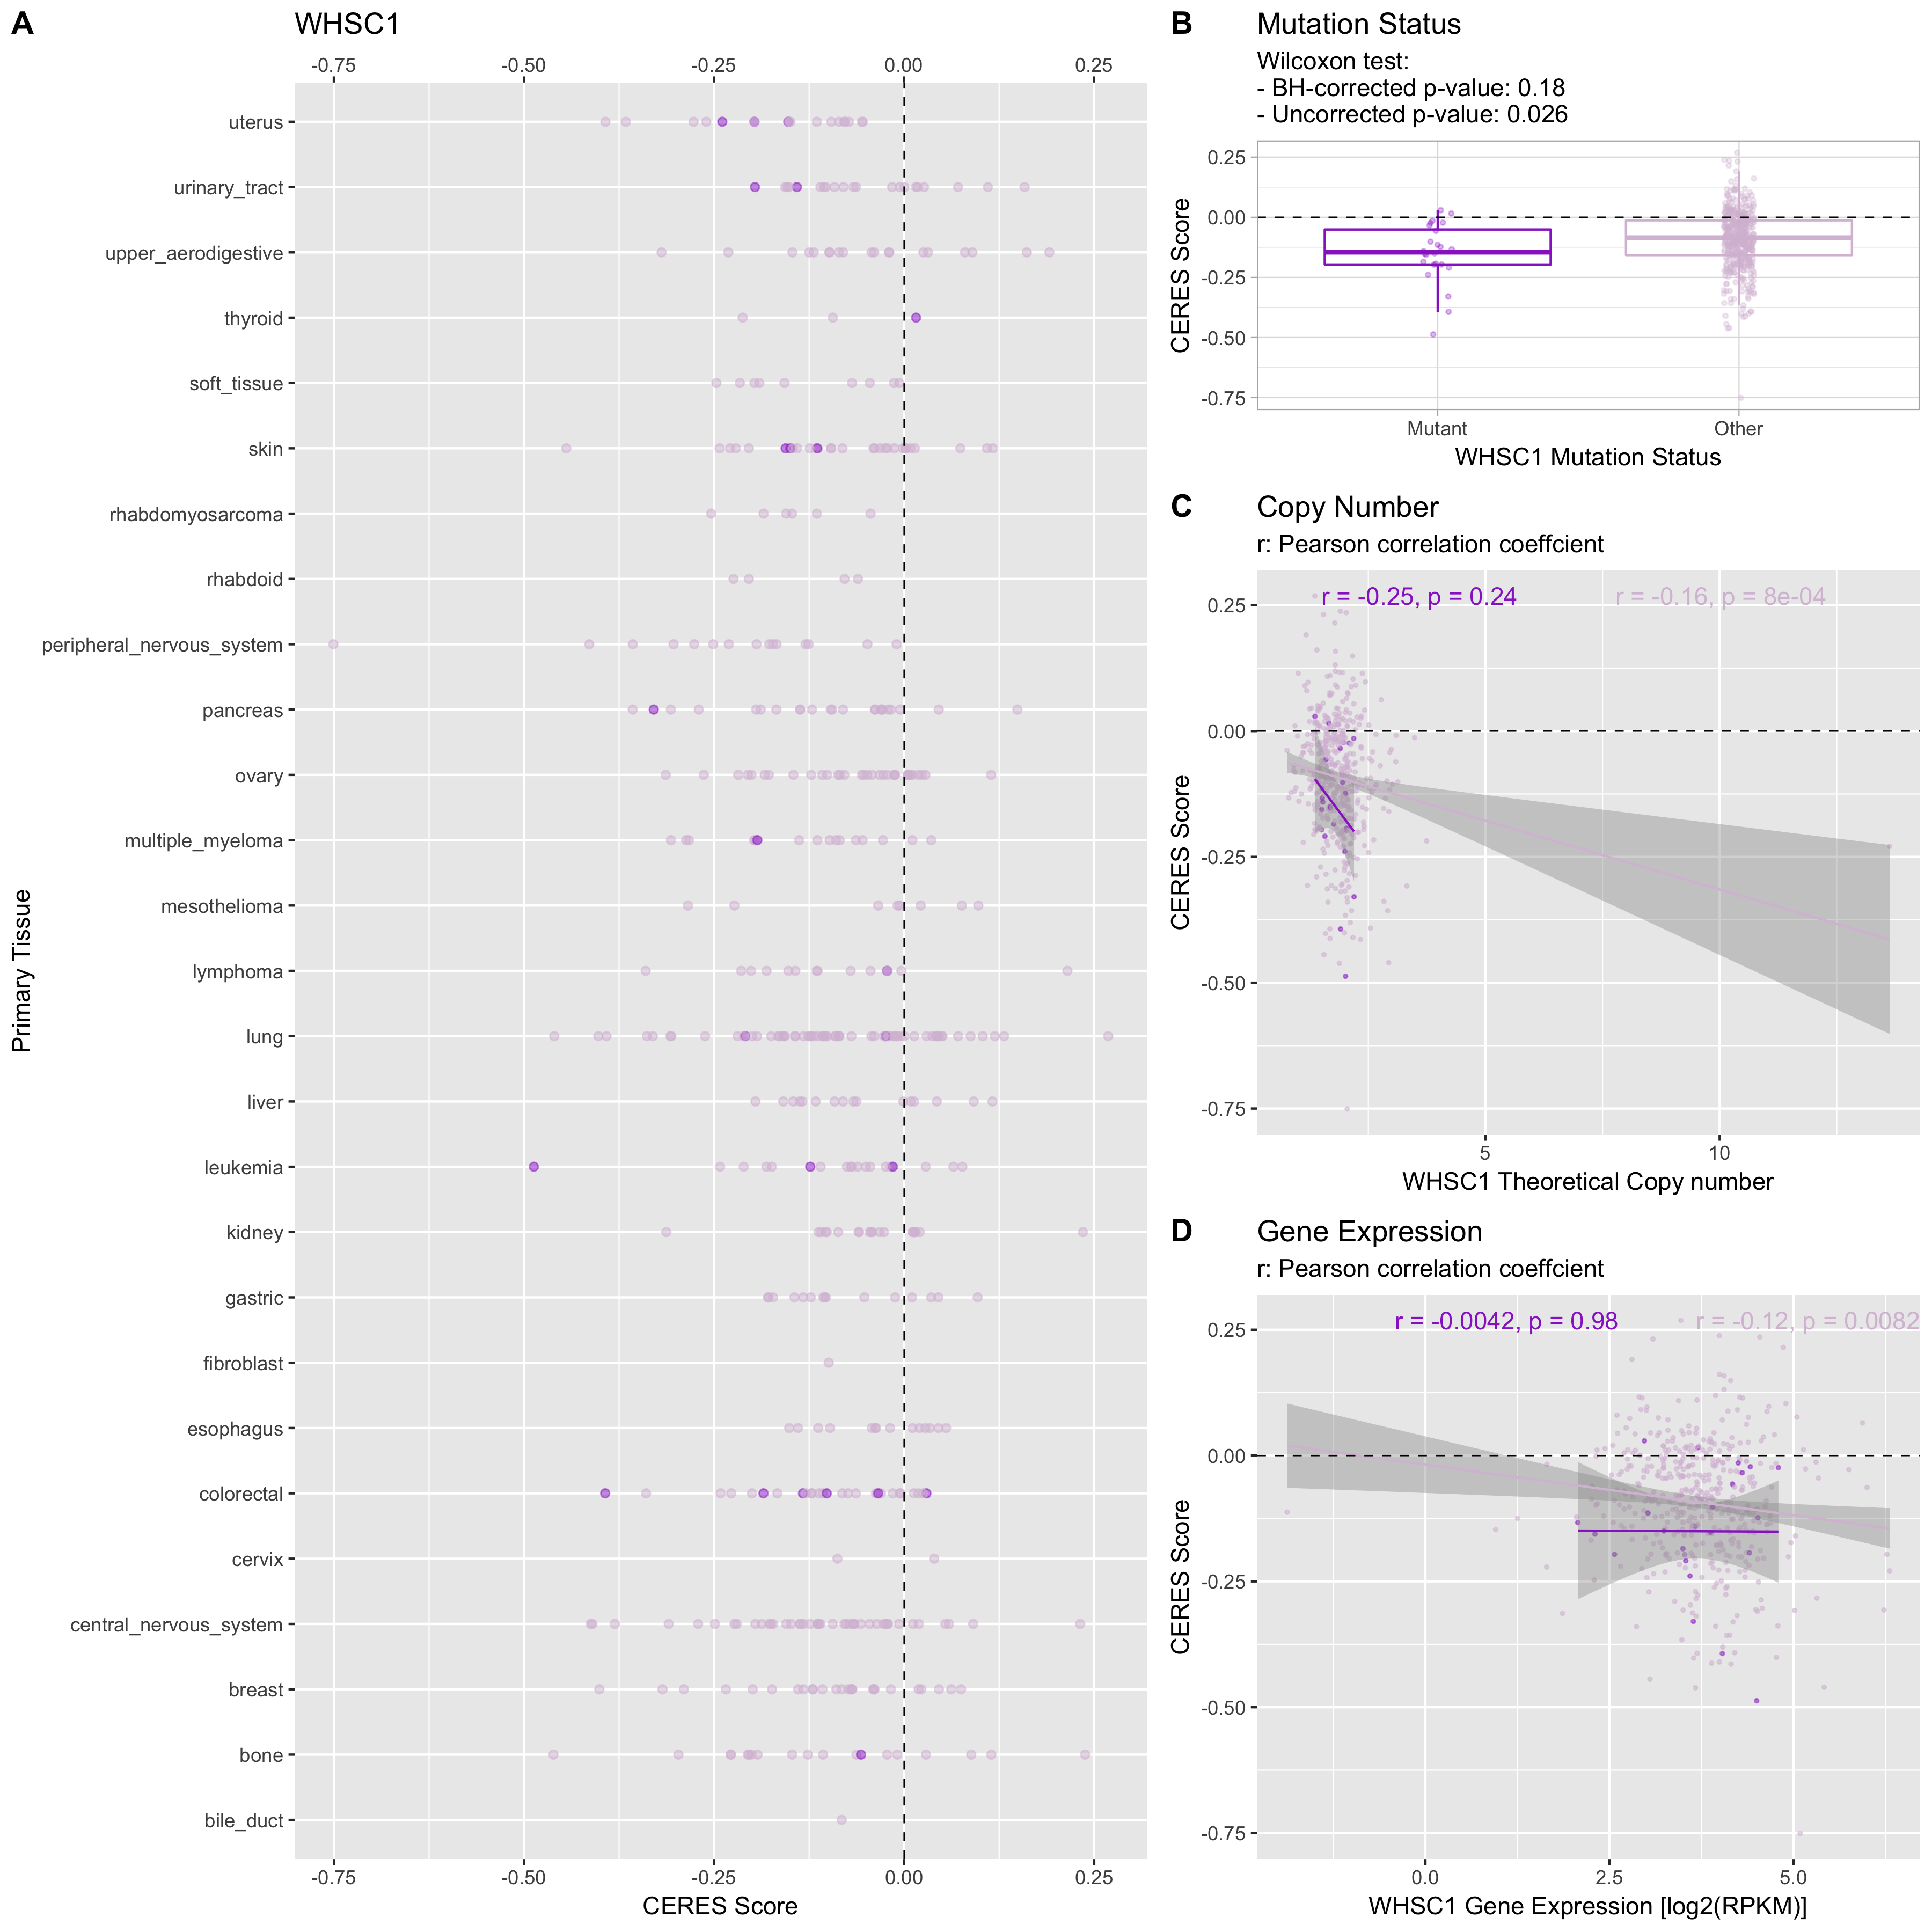 A
WHSC1
-0.75 -0.50 -0.25 0.00 0.25
Primary Tissue
uterus
urinary_tract
upper_aerodigestive
thyroid
soft_tissue
skin
rhabdomyosarcoma
rhabdoid
peripheral_nervous_system
pancreas
ovary
multiple_myeloma
mesothelioma
lymphoma
lung
liver
leukemia
kidney
gastric
fibroblast
esophagus
colorectal
cervix
central_nervous_system
breast
bone
bile_duct
-0.75 -0.50 -0.25 0.00 0.25
CERES Score
B
Mutation Status
Wilcoxon test:
- BH-corrected p-value: 0.18
- Uncorrected p-value: 0.026
CERES Score
0.25
0.00
-0.25
-0.50
-0.75
Mutant Other
WHSC1 Mutation Status
C
Copy Number
r: Pearson correlation coeffcient
r = -0.25, p = 0.24 r = -0.16, p = 8e-04
CERES Score
0.25
0.00
-0.25
-0.50
-0.75
5 10
WHSC1 Theoretical Copy number
D
Gene Expression
r: Pearson correlation coeffcient
r = -0.0042, p = 0.98 r = -0.12, p = 0.0082
CERES Score
0.25
0.00
-0.25
-0.50
-0.75
0.0 2.5 5.0
WHSC1 Gene Expression [log2(RPKM)]